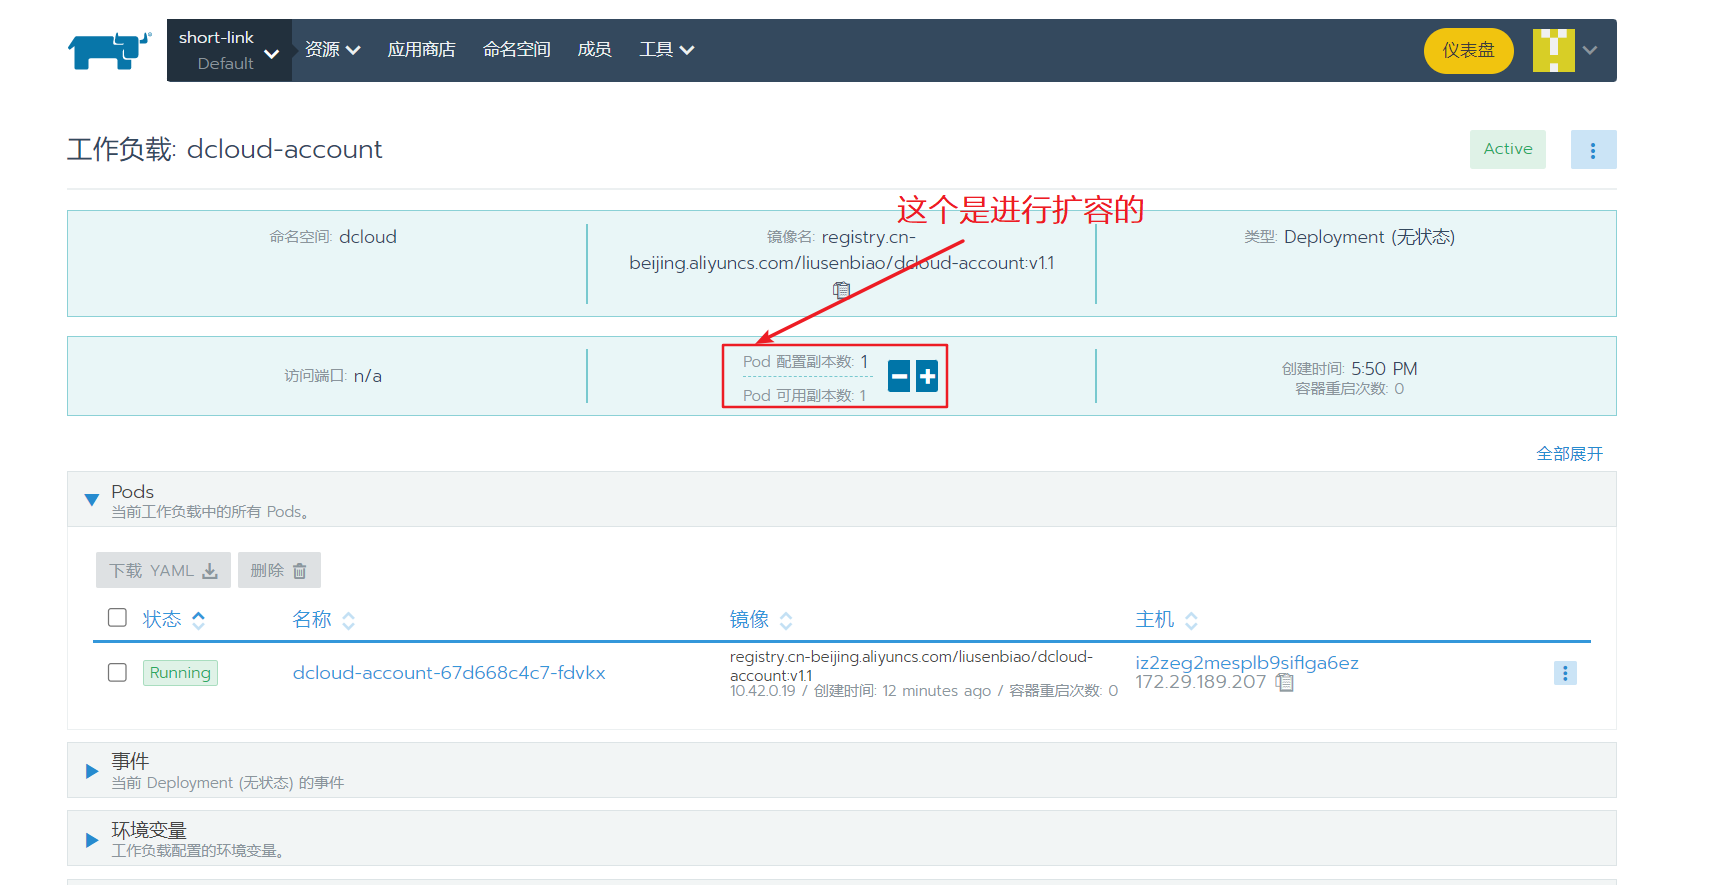 short-link
Default
资源
应用商店
命名空间
成员
工具
仪表盘
工作负载: dcloud-account
Active
这个是进行扩容的
命名空间: dcloud
镜像名: registry.cn-
beijing.aliyuncs.com/liusenbiao/dcloud-account:v1.1
类型: Deployment (无状态)
访问端口: n/a
Pod 配置副本数: 1
Pod 可用副本数: 1
创建时间: 5:50 PM
容器重启次数: 0
全部展开
Pods
当前工作负载中的所有 Pods。
下载 YAML
删除
状态
名称
镜像
主机
Running
dcloud-account-67d668c4c7-fdvkx
registry.cn-beijing.aliyuncs.com/liusenbiao/dcloud-
account:v1.1
10.42.0.19 / 创建时间: 12 minutes ago / 容器重启次数: 0
iz2zeg2mesplb9siflga6ez
172.29.189.207
事件
当前 Deployment (无状态) 的事件
环境变量
工作负载配置的环境变量。